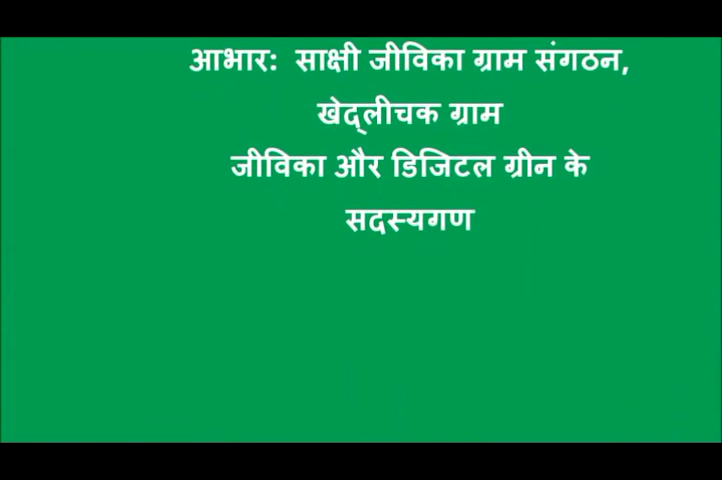 आभार:  साक्षी जीविका ग्राम संगठन,
खेद्लीचक ग्राम
जीविका और डिजिटल ग्रीन के
सदस्यगण